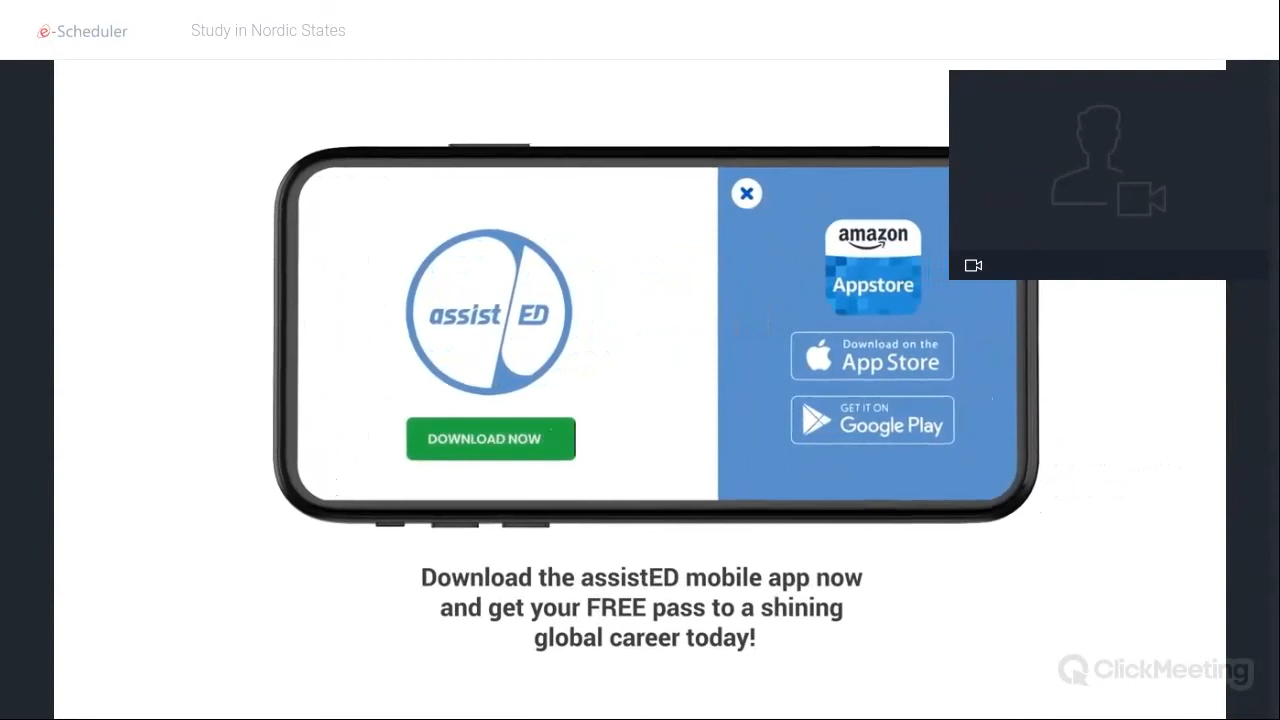 e-Scheduler
Study in Nordic States
assist ED
DOWNLOAD NOW
amazon
Appstore
Download on the
App Store
GET IT ON
Google Play
Download the assistED mobile app now
and get your FREE pass to a shining
global career today!
ClickMeeting